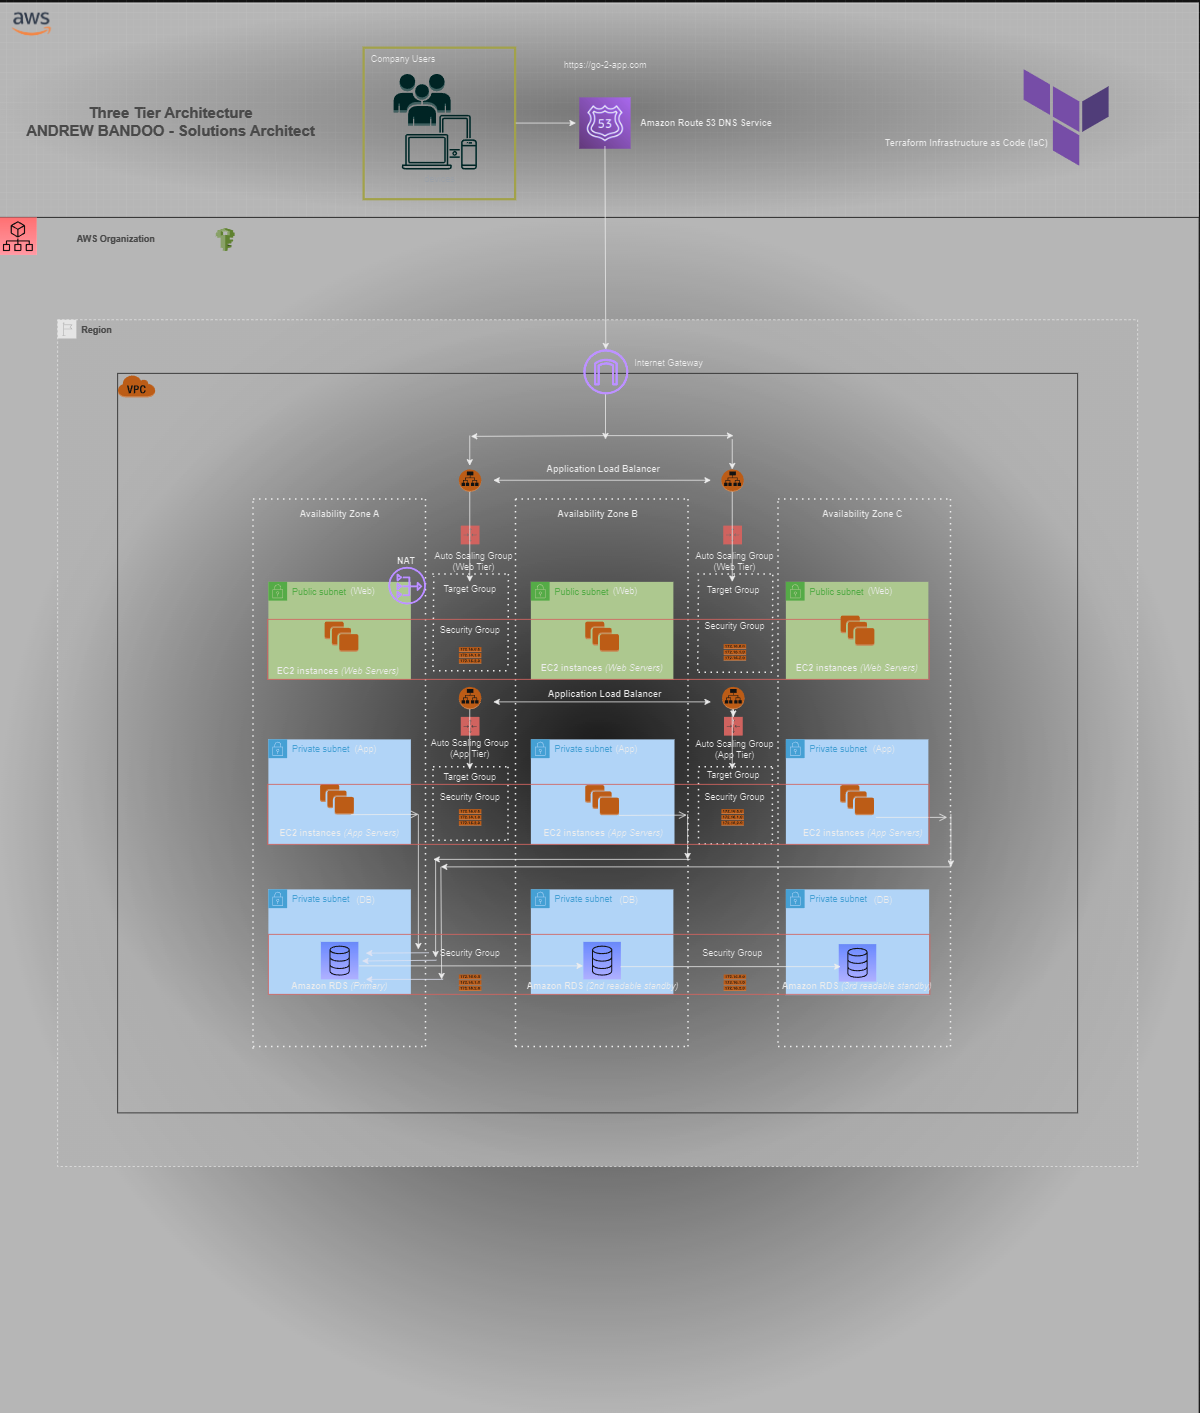 aws
Company Users
https://go-2-app.com
Three Tier Architecture
ANDREW BANDOO - Solutions Architect
53
Amazon Route 53 DNS Service
Terraform Infrastructure as Code (IaC)
AWS Organization
Region
Internet Gateway
VPC
Application Load Balancer
Availability Zone A
Availability Zone B
Availability Zone C
NAT
Auto Scaling Group
(Web Tier)
Auto Scaling Group
(Web Tier)
Public subnet (Web)
Target Group
Public subnet (Web)
Target Group
Public subnet (Web)
Security Group
Security Group
EC2 instances (Web Servers)
EC2 instances (Web Servers)
EC2 instances (Web Servers)
Application Load Balancer
Auto Scaling Group
(App Tier)
Auto Scaling Group
(App Tier)
Private subnet (App)
Private subnet (App)
Private subnet (App)
Target Group
Target Group
Security Group
Security Group
EC2 Instances (App Servers)
EC2 Instances (App Servers)
EC2 Instances (App Servers)
Private subnet (DB)
Private subnet (DB)
Private subnet (DB)
Security Group
Security Group
Amazon RDS (Primary)
Amazon RDS (2nd readable standby)
Amazon RDS (3rd readable standby)